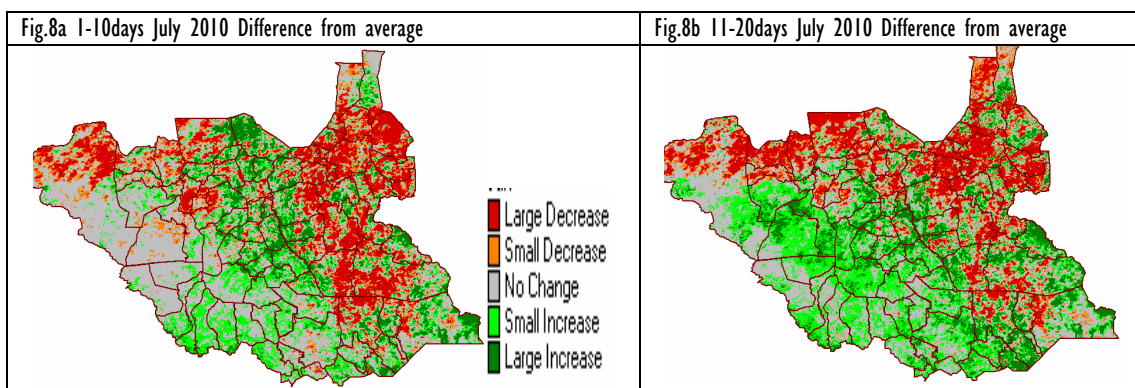 Fig.8a 1-10days July 2010 Difference from average
Fig.8b 11-20days July 2010 Difference from average
Large Decrease
Small Decrease
No Change
Small Increase
Large Increase